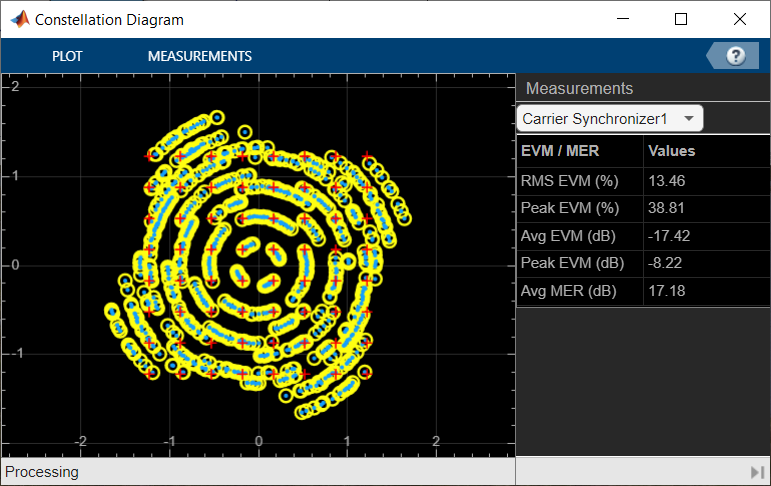 Constellation Diagram
PLOT MEASUREMENTS
?
Measurements
Carrier Synchronizer1
EVM / MER Values
RMS EVM (%) 13.46
Peak EVM (%) 38.81
Avg EVM (dB) -17.42
Peak EVM (dB) -8.22
Avg MER (dB) 17.18
2
1
0
-1
-2 -1 0 1 2
Processing